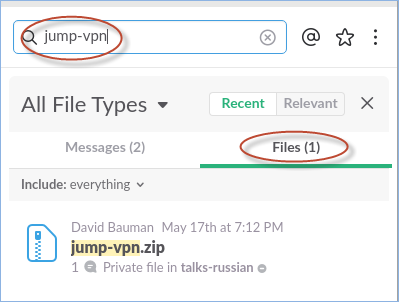 jump-vpn
All File Types
Recent Relevant
Messages (2) Files (1)
Include: everything
David Bauman May 17th at 7:12 PM
jump-vpn.zip
1 Private file in talks-russian